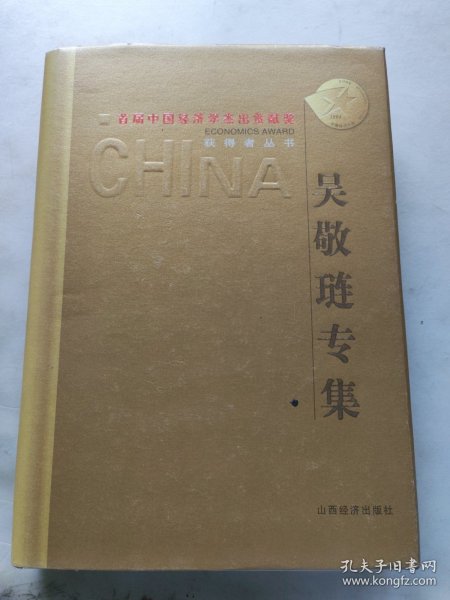 首届中国经济学杰出贡献奖
ECONOMICS AWARD
获得者丛书
CHINA
吴敬琏专集
山西经济出版社
孔夫子旧书网
www.kongfz.com